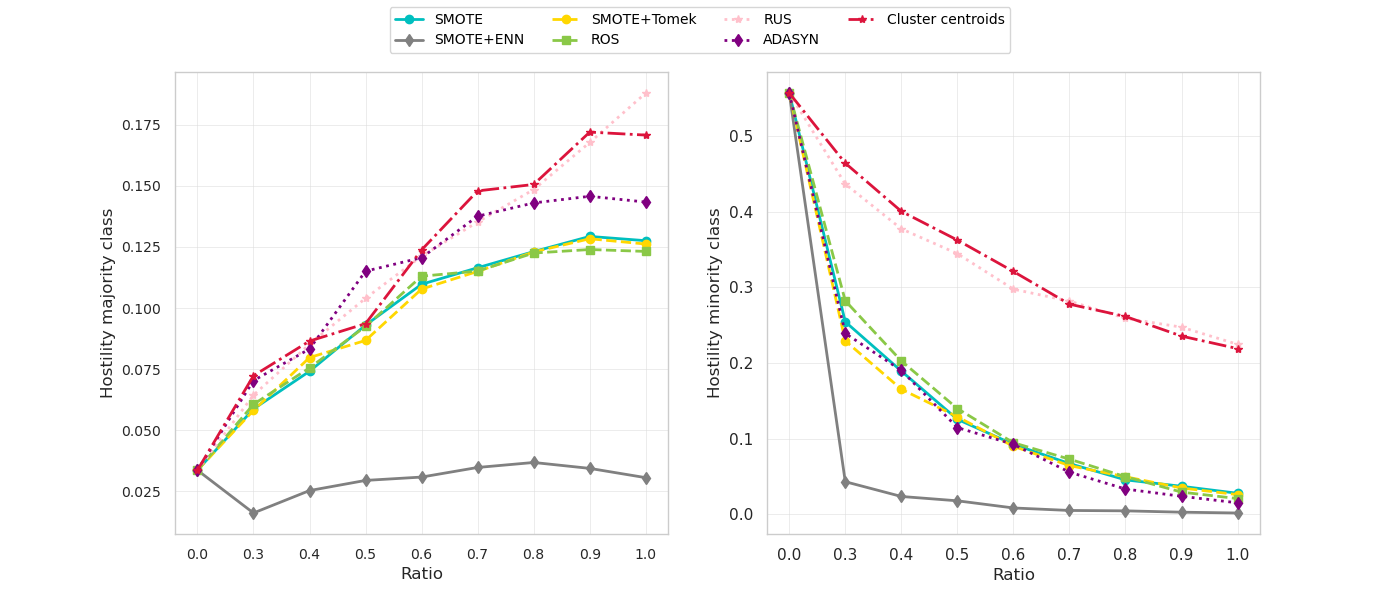 SMOTE SMOTE+Tomek RUS Cluster centroids
SMOTE+ENN ROS ADASYN
Hostility majority class
0.175
0.150
0.125
0.100
0.075
0.050
0.025
0.0 0.3 0.4 0.5 0.6 0.7 0.8 0.9 1.0
Ratio
Hostility minority class
0.5
0.4
0.3
0.2
0.1
0.0
0.0 0.3 0.4 0.5 0.6 0.7 0.8 0.9 1.0
Ratio